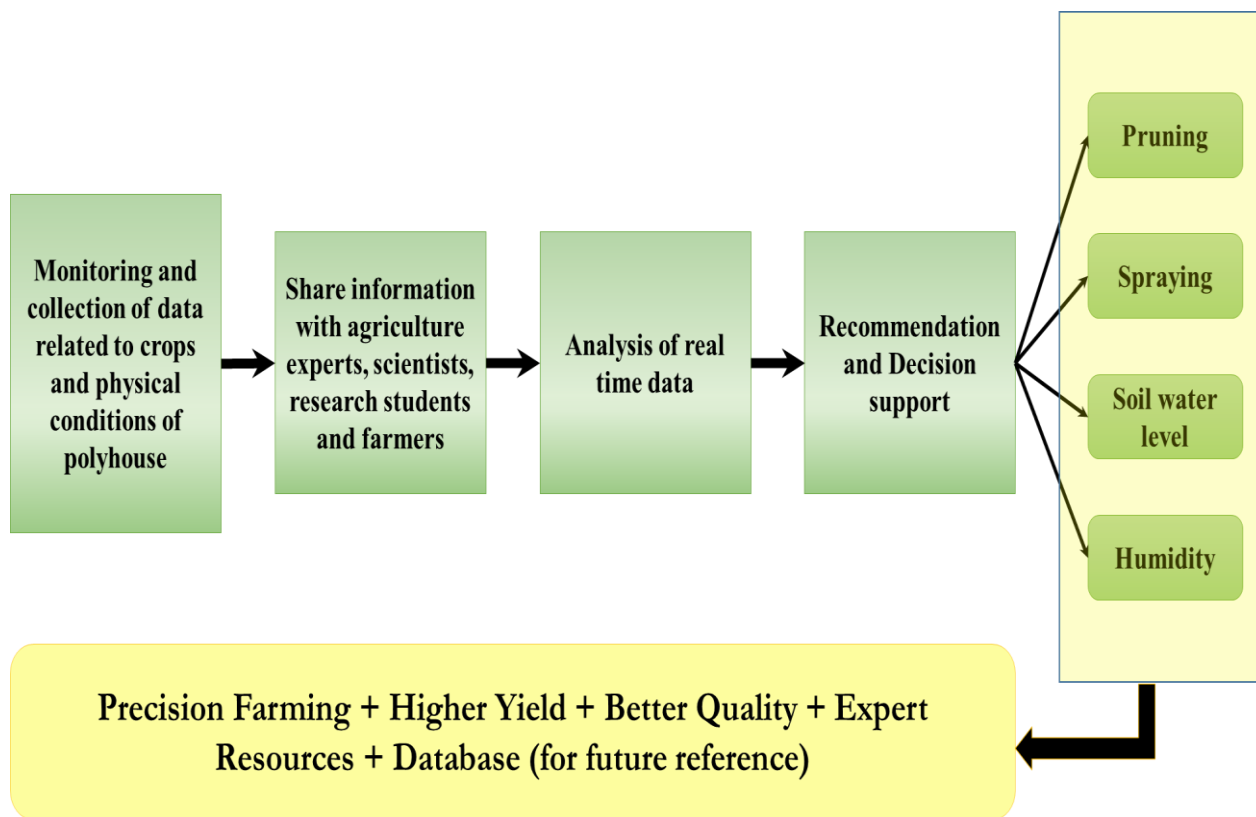 Monitoring and
collection of data
related to crops
and physical
conditions of
polyhouse
Share information
with agriculture
experts, scientists,
research students
and farmers
Analysis of real
time data
Recommendation
and Decision
support
Pruning
Spraying
Soil water
level
Humidity
Precision Farming + Higher Yield + Better Quality + Expert
Resources + Database (for future reference)